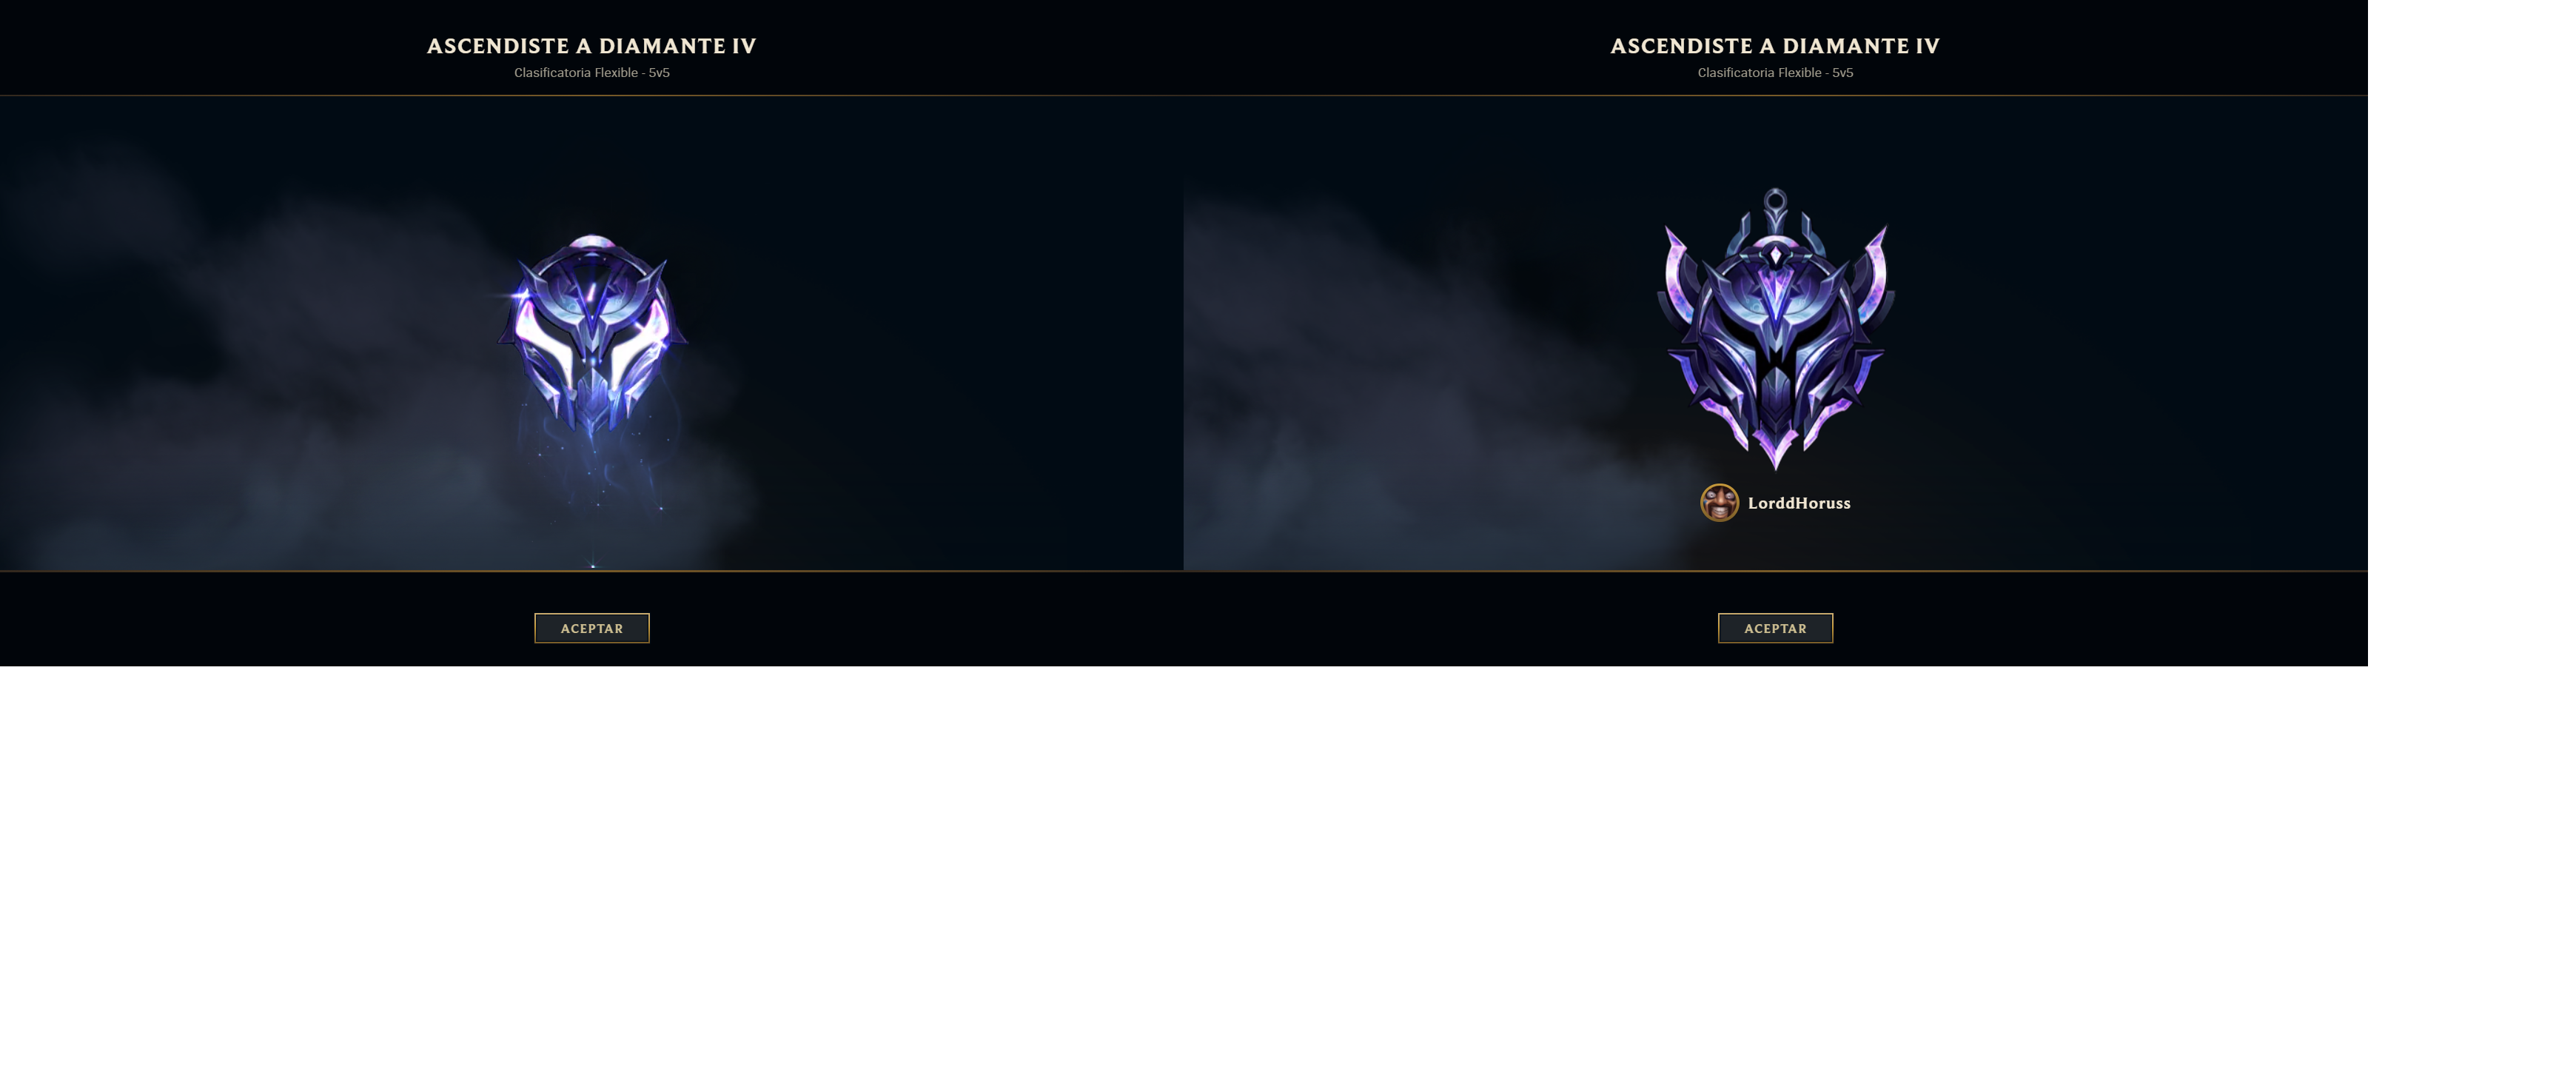 ASCENDISTE A DIAMANTE IV
Clasificatoria Flexible - 5v5
ACEPTAR
ASCENDISTE A DIAMANTE IV
Clasificatoria Flexible - 5v5
LorddHoruss
ACEPTAR